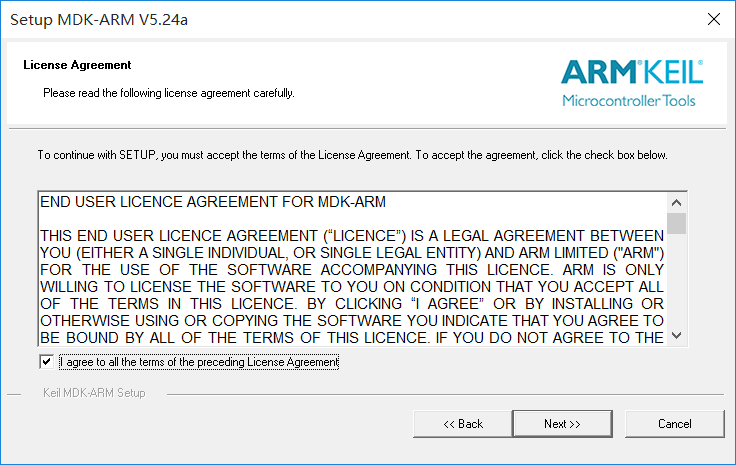 Setup MDK-ARM V5.24a
License Agreement
Please read the following license agreement carefully.
ARM KEIL
Microcontroller Tools
To continue with SETUP, you must accept the terms of the License Agreement. To accept the agreement, click the check box below.
END USER LICENCE AGREEMENT FOR MDK-ARM
THIS END USER LICENCE AGREEMENT (“LICENCE”) IS A LEGAL AGREEMENT BETWEEN
YOU (EITHER A SINGLE INDIVIDUAL, OR SINGLE LEGAL ENTITY) AND ARM LIMITED ("ARM")
FOR THE USE OF THE SOFTWARE ACCOMPANYING THIS LICENCE. ARM IS ONLY
WILLING TO LICENSE THE SOFTWARE TO YOU ON CONDITION THAT YOU ACCEPT ALL
OF THE TERMS IN THIS LICENCE. BY CLICKING “I AGREE” OR BY INSTALLING OR
OTHERWISE USING OR COPYING THE SOFTWARE YOU INDICATE THAT YOU AGREE TO
BE BOUND BY ALL OF THE TERMS OF THIS LICENCE. IF YOU DO NOT AGREE TO THE
I agree to all the terms of the preceding License Agreement
Keil MDK-ARM Setup
<< Back
Next >>
Cancel